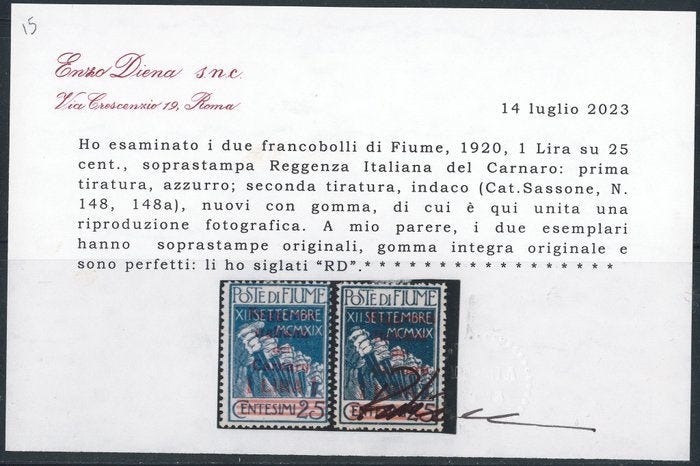 15
Enzo Diena s.n.c.
Via Crescenzio 19, Roma
14 luglio 2023
Ho esaminato i due francobolli di Fiume, 1920, 1 Lira su 25
cent., soprastampa Reggenza Italiana del Carnaro: prima
tiratura, azzurro; seconda tiratura, indaco (Cat.Sassone, N.
148, 148a), nuovi con gomma, di cui è qui unita una
riproduzione fotografica. A mio parere, i due esemplari
hanno soprastampe originali, gomma integra originale e
sono perfetti: li ho siglati “RD”.* * * * * * * * * * * * * * * * * *
POSTE DI FIUME
XII SETTEMBRE
MCMXIX
CENTESIMI 25
POSTE DI FIUME
XII SETTEMBRE
MCMXIX
CENTESIMI 25